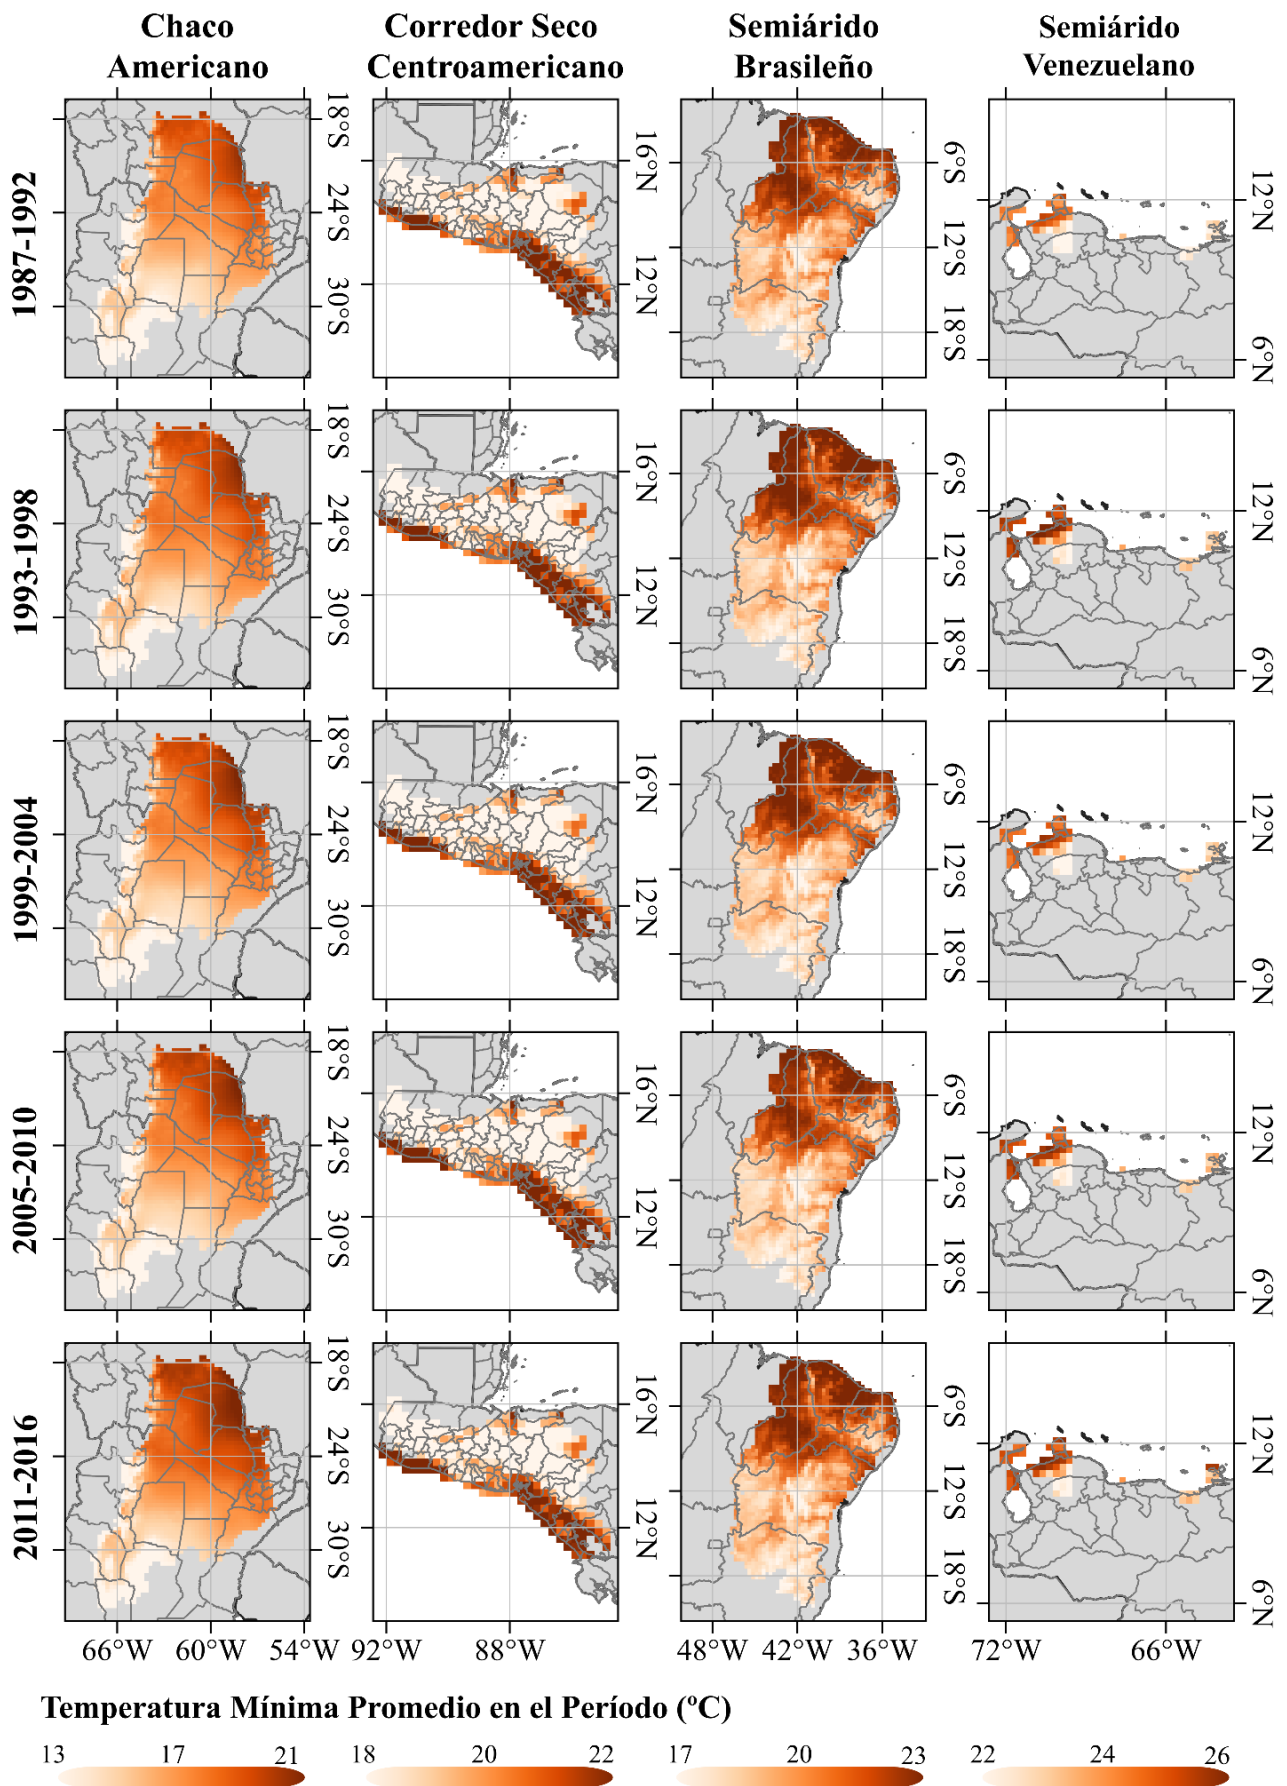 Chaco
Americano
Corredor Seco
Centroamericano
Semiárido
Brasileño
Semiárido
Venezuelano
1987-1992
18°S
24°S
30°S
16°N
12°N
6°S
12°S
18°S
12°N
6°N
1993-1998
18°S
24°S
30°S
16°N
12°N
6°S
12°S
18°S
12°N
6°N
1999-2004
18°S
24°S
30°S
16°N
12°N
6°S
12°S
18°S
12°N
6°N
2005-2010
18°S
24°S
30°S
16°N
12°N
6°S
12°S
18°S
12°N
6°N
2011-2016
18°S
24°S
30°S
16°N
12°N
6°S
12°S
18°S
12°N
6°N
66°W 60°W 54°W 92°W 88°W 48°W 42°W 36°W 72°W 66°W
Temperatura Mínima Promedio en el Período (ºC)
13 17 21 18 20 22 17 20 23 22 24 26